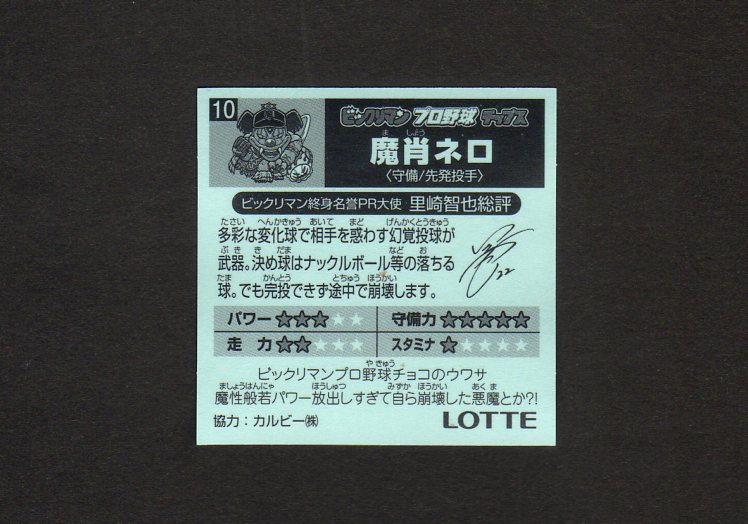 10
ビックリマン プロ野球 チップス
ましょう
魔肖ネロ
〈守備/先発投手〉
ビックリマン終身名誉PR大使 里崎智也総評
たさい へんかきゅう あいて まど げんかくとうきゅう
多彩な変化球で相手を惑わす幻覚投球が
ぶき き だま など お
武器。決め球はナックルボール等の落ちる
たま かんとう とちゅう ほうかい
球。でも完投できず途中で崩壊します。
22
パワー ★★★☆☆ 守備力 ★★★★★
走力 ★★☆☆☆ スタミナ ★☆☆☆☆
やきゅう
ビックリマンプロ野球チョコのウワサ
ましょうはんにゃ ほうしゅつ みずか ほうかい あくま
魔性般若パワー放出しすぎて自ら崩壊した悪魔とか?!
協力：カルビー㈱ LOTTE